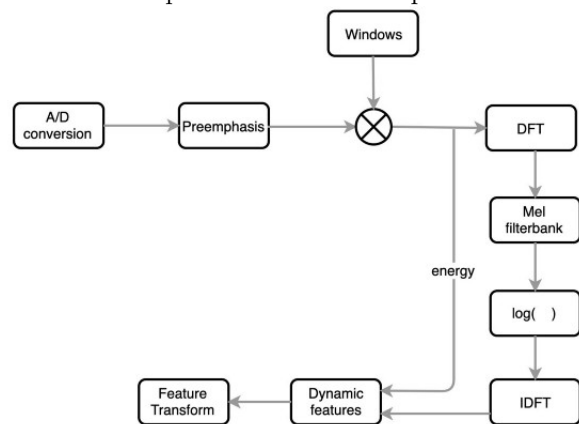 Windows
A/D
conversion
Preemphasis
DFT
Mel
filterbank
energy
log( )
Feature
Transform
Dynamic
features
IDFT